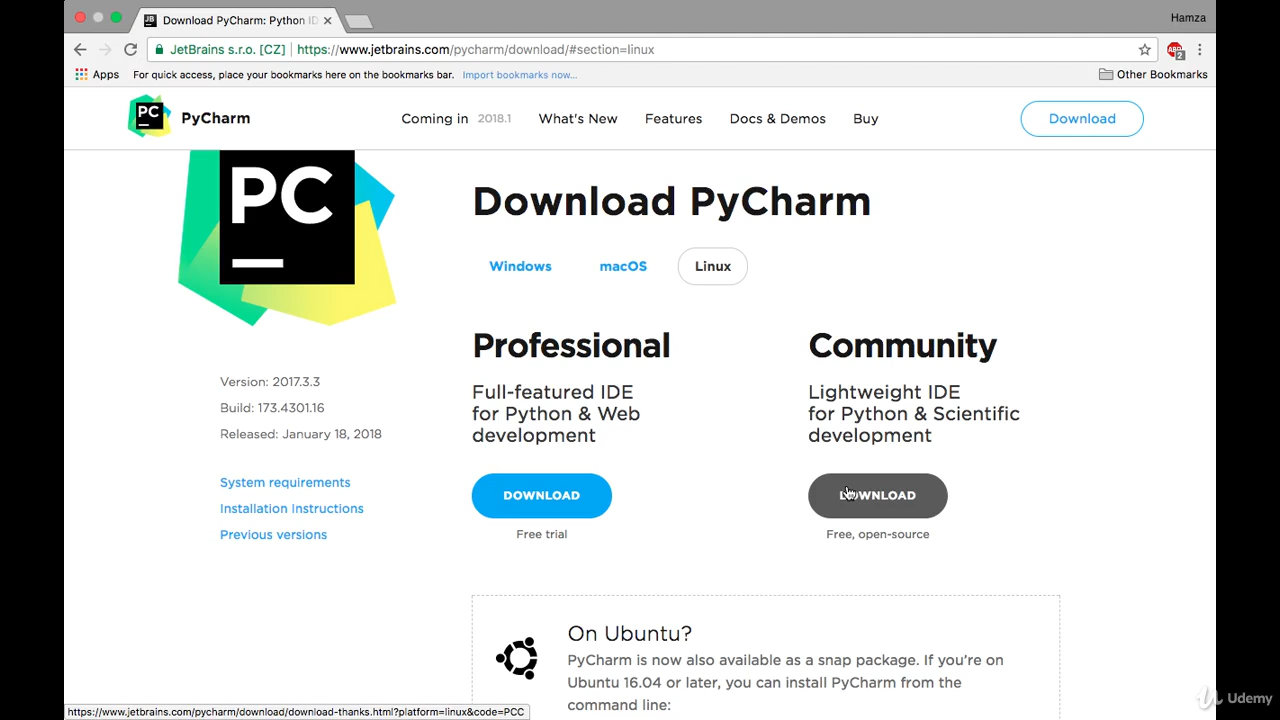 Download PyCharm: Python ID
Hamza
JetBrains s.r.o. [CZ] https://www.jetbrains.com/pycharm/download/#section=linux
ABP 2
Apps For quick access, place your bookmarks here on the bookmarks bar. Import bookmarks now... Other Bookmarks
PC PyCharm Coming in 2018.1 What's New Features Docs & Demos Buy Download
PC
Download PyCharm
Windows macOS Linux
Professional
Full-featured IDE
for Python & Web
development
DOWNLOAD
Free trial
Community
Lightweight IDE
for Python & Scientific
development
DOWNLOAD
Free, open-source
Version: 2017.3.3
Build: 173.4301.16
Released: January 18, 2018
System requirements
Installation Instructions
Previous versions
On Ubuntu?
PyCharm is now also available as a snap package. If you're on
Ubuntu 16.04 or later, you can install PyCharm from the
command line:
https://www.jetbrains.com/pycharm/download/download-thanks.html?platform=linux&code=PCC
Udemy